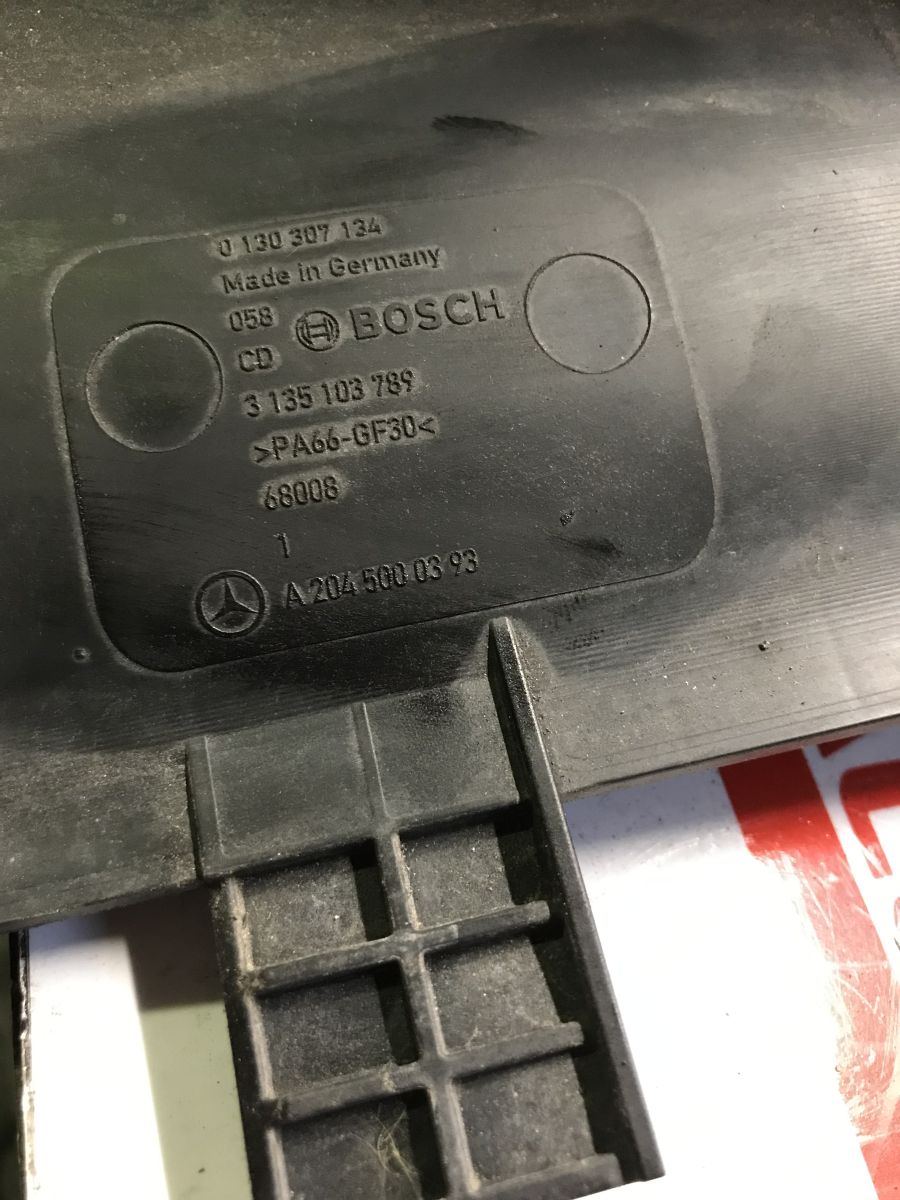 0 130 307 134
Made in Germany
058
BOSCH
CD
3 135 103 789
>PA66-GF30<
68008
1
A 204 500 03 93